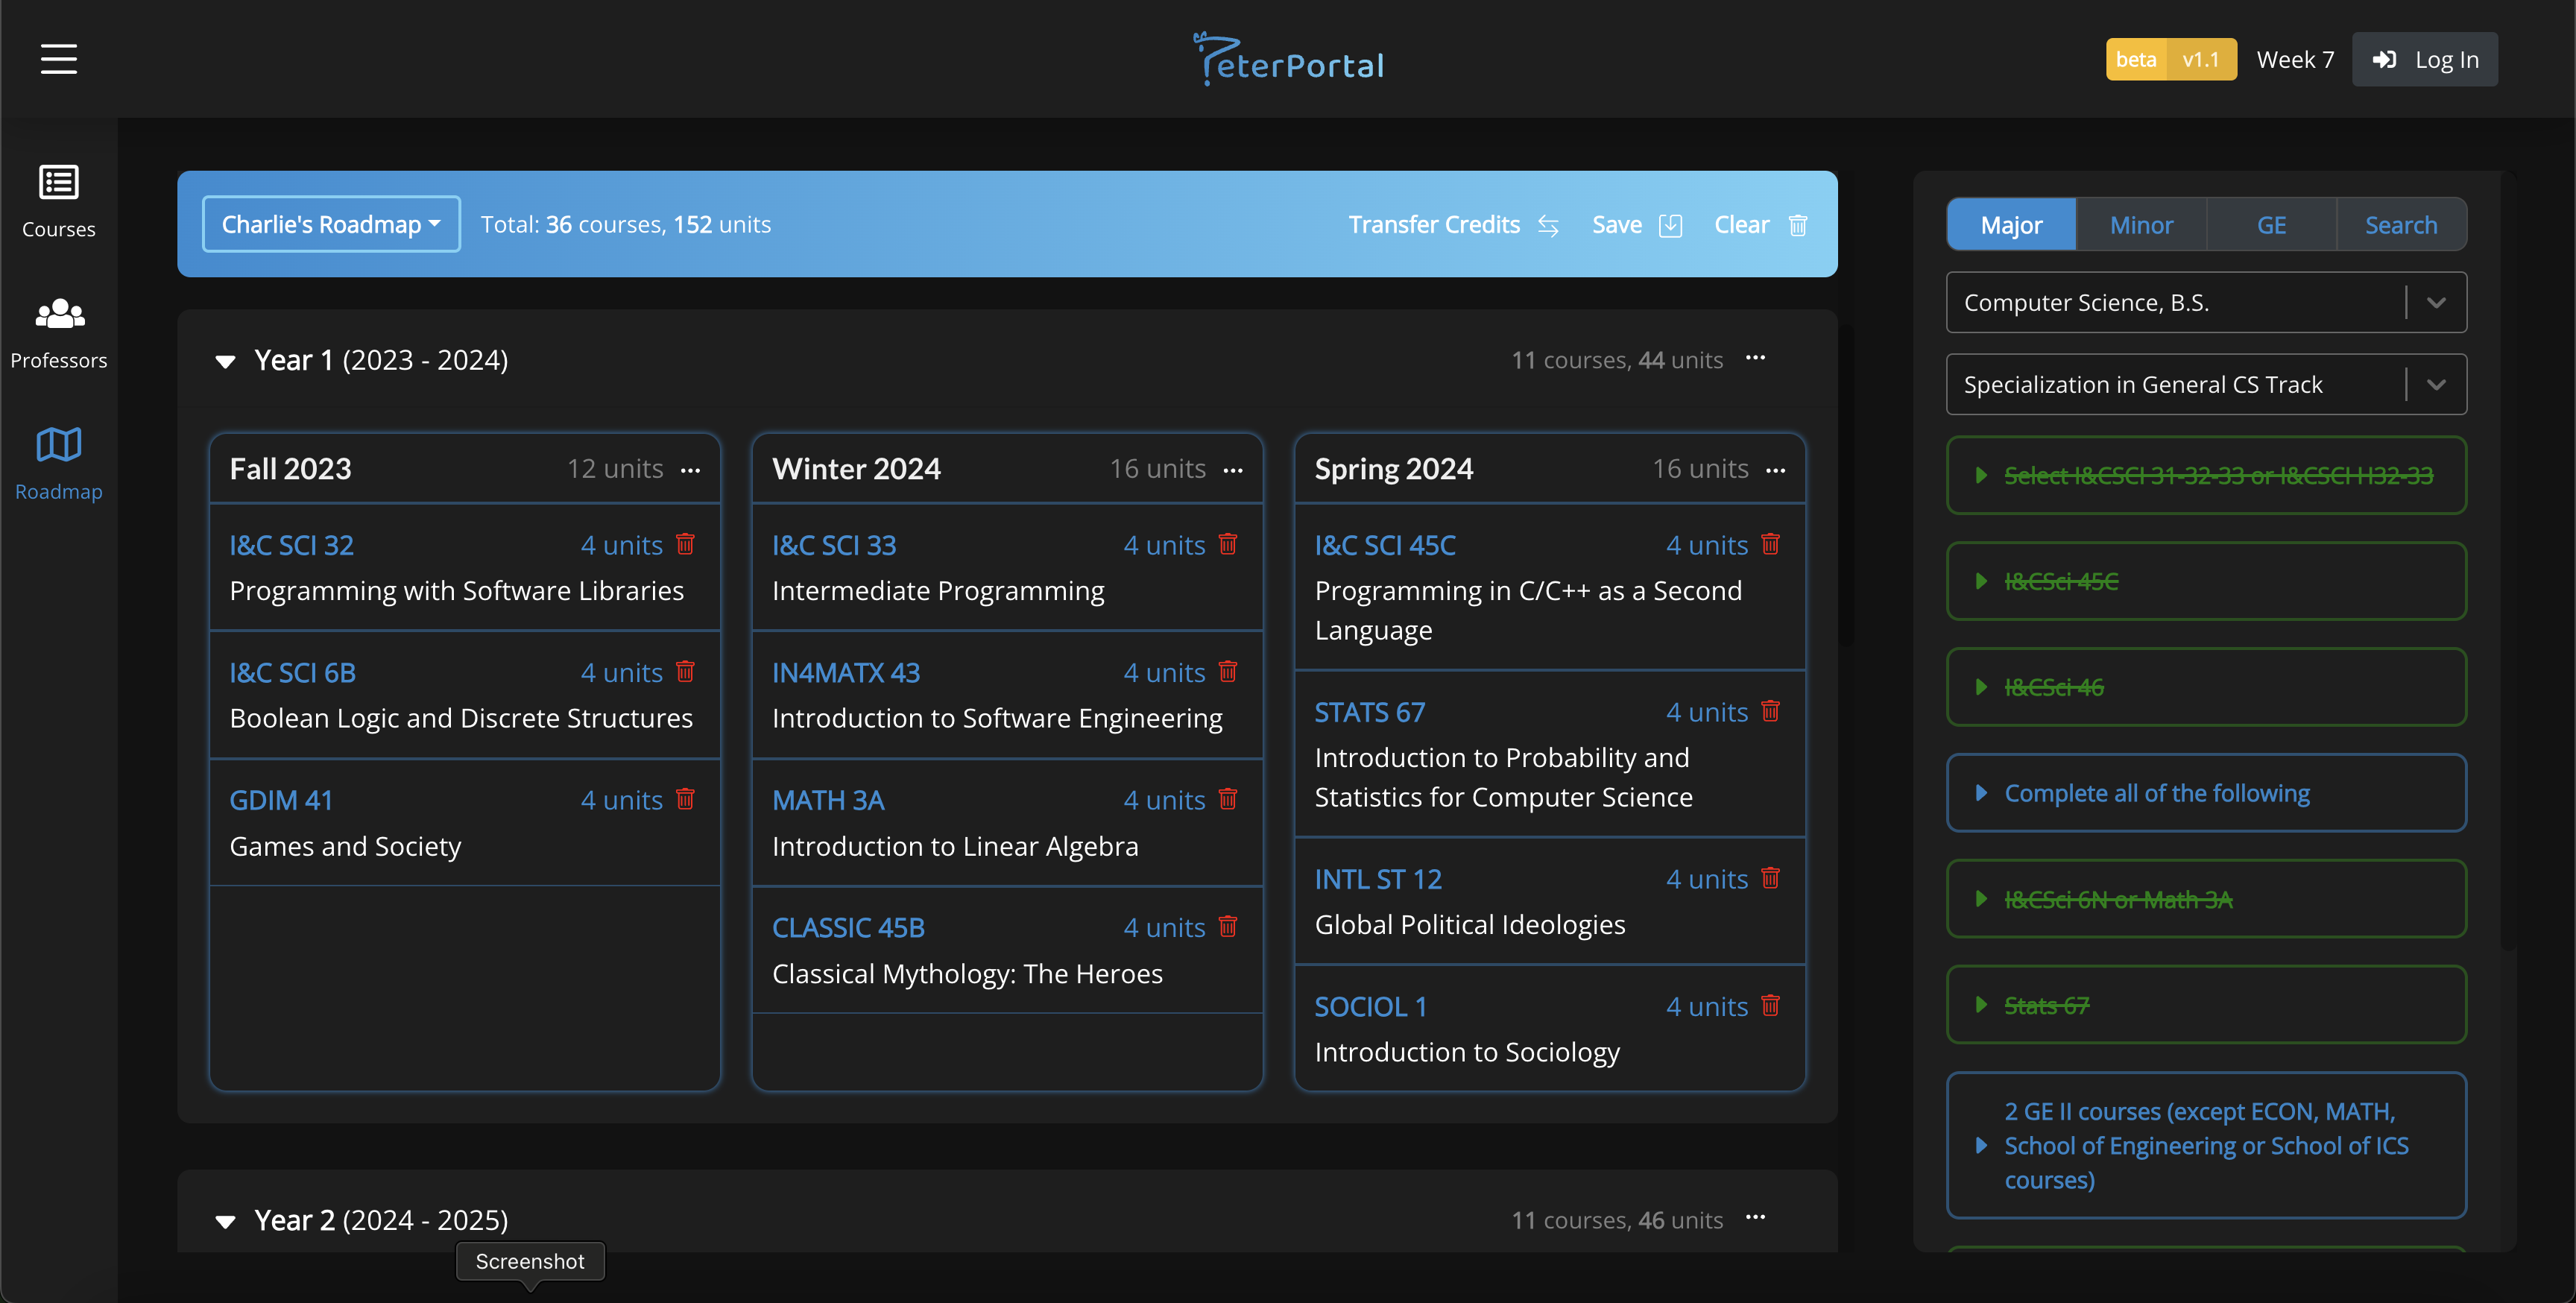 PeterPortal
beta v1.1 Week 7 Log In
Courses
Professors
Roadmap
Charlie's Roadmap Total: 36 courses, 152 units Transfer Credits Save Clear
Year 1 (2023 - 2024) 11 courses, 44 units ...
Fall 2023 12 units ...
I&C SCI 32 4 units
Programming with Software Libraries
I&C SCI 6B 4 units
Boolean Logic and Discrete Structures
GDIM 41 4 units
Games and Society
Winter 2024 16 units ...
I&C SCI 33 4 units
Intermediate Programming
IN4MATX 43 4 units
Introduction to Software Engineering
MATH 3A 4 units
Introduction to Linear Algebra
CLASSIC 45B 4 units
Classical Mythology: The Heroes
Spring 2024 16 units ...
I&C SCI 45C 4 units
Programming in C/C++ as a Second
Language
STATS 67 4 units
Introduction to Probability and
Statistics for Computer Science
INTL ST 12 4 units
Global Political Ideologies
SOCIOL 1 4 units
Introduction to Sociology
Year 2 (2024 - 2025) 11 courses, 46 units ...
Screenshot
Major Minor GE Search
Computer Science, B.S.
Specialization in General CS Track
Select I&CSCI 31-32-33 or I&CSCI H32-33
I&CSci 45C
I&CSci 46
Complete all of the following
I&CSci 6N or Math 3A
Stats 67
2 GE II courses (except ECON, MATH,
School of Engineering or School of ICS
courses)